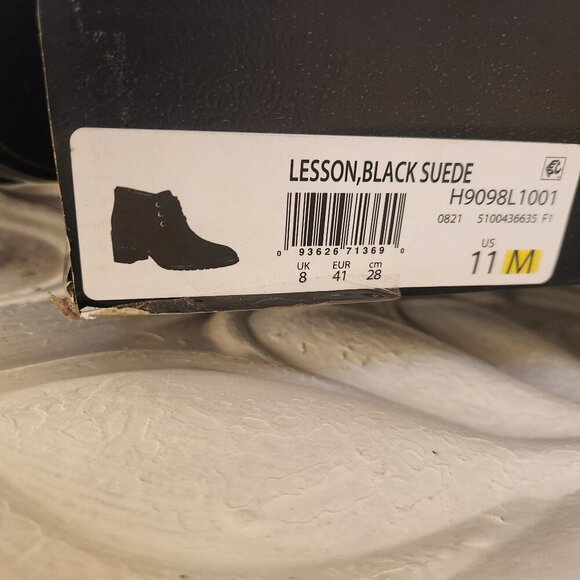 LESSON,BLACK SUEDE
H9098L1001
0821 5100436635 F1
0 93626 71369 0
UK EUR cm US
8 41 28 11 M